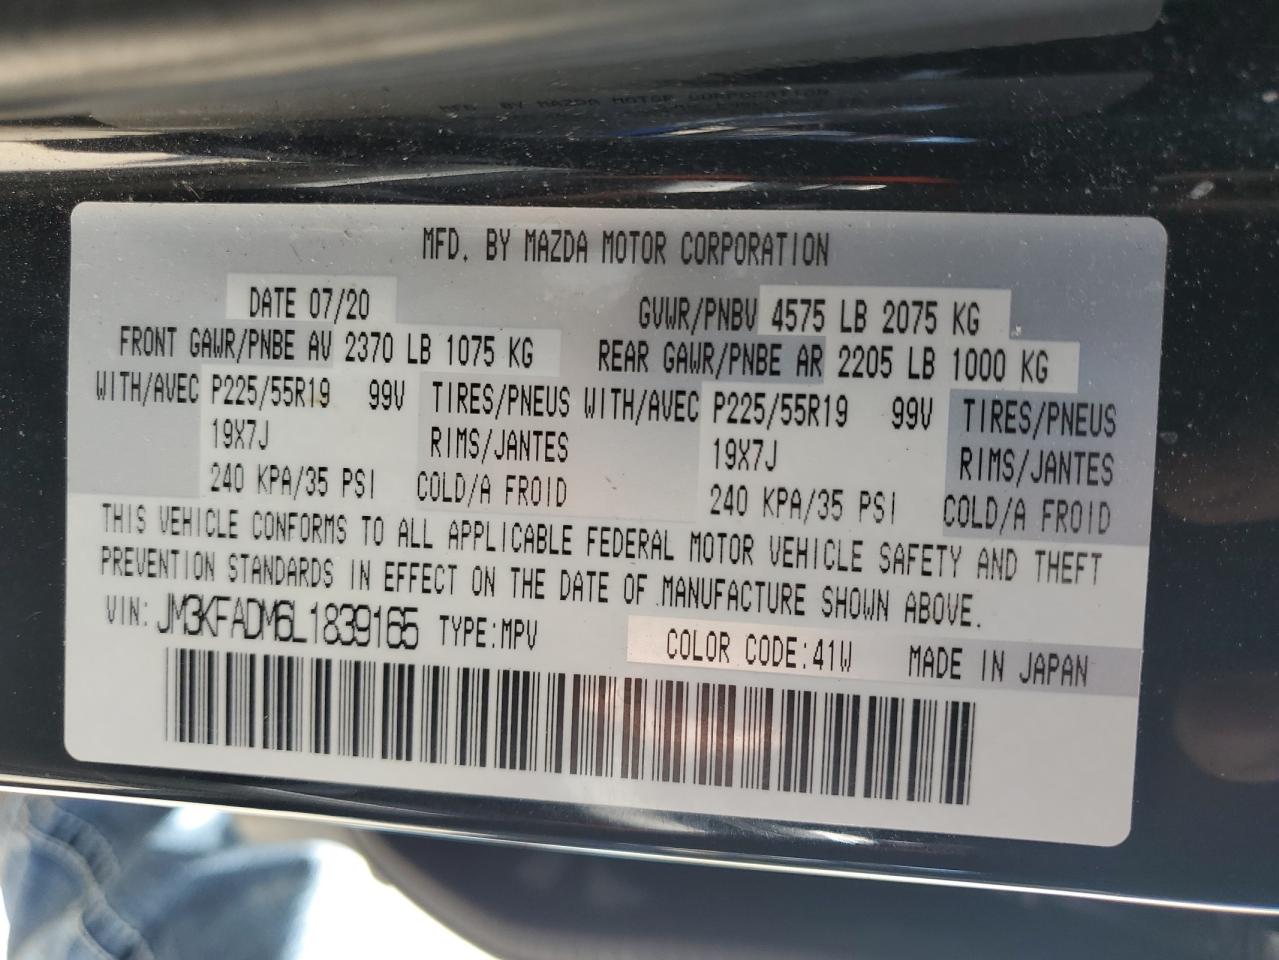 MFD. BY MAZDA MOTOR CORPORATION
DATE 07/20 GVWR/PNBV 4575 LB 2075 KG
FRONT GAWR/PNBE AV 2370 LB 1075 KG REAR GAWR/PNBE AR 2205 LB 1000 KG
WITH/AVEC P225/55R19 99V TIRES/PNEUS WITH/AVEC P225/55R19 99V TIRES/PNEUS
19X7J RIMS/JANTES 19X7J RIMS/JANTES
240 KPA/35 PSI COLD/A FROID 240 KPA/35 PSI COLD/A FROID
THIS VEHICLE CONFORMS TO ALL APPLICABLE FEDERAL MOTOR VEHICLE SAFETY AND THEFT
PREVENTION STANDARDS IN EFFECT ON THE DATE OF MANUFACTURE SHOWN ABOVE.
VIN: JM3KFADM6L1839165 TYPE:MPV COLOR CODE:41W MADE IN JAPAN